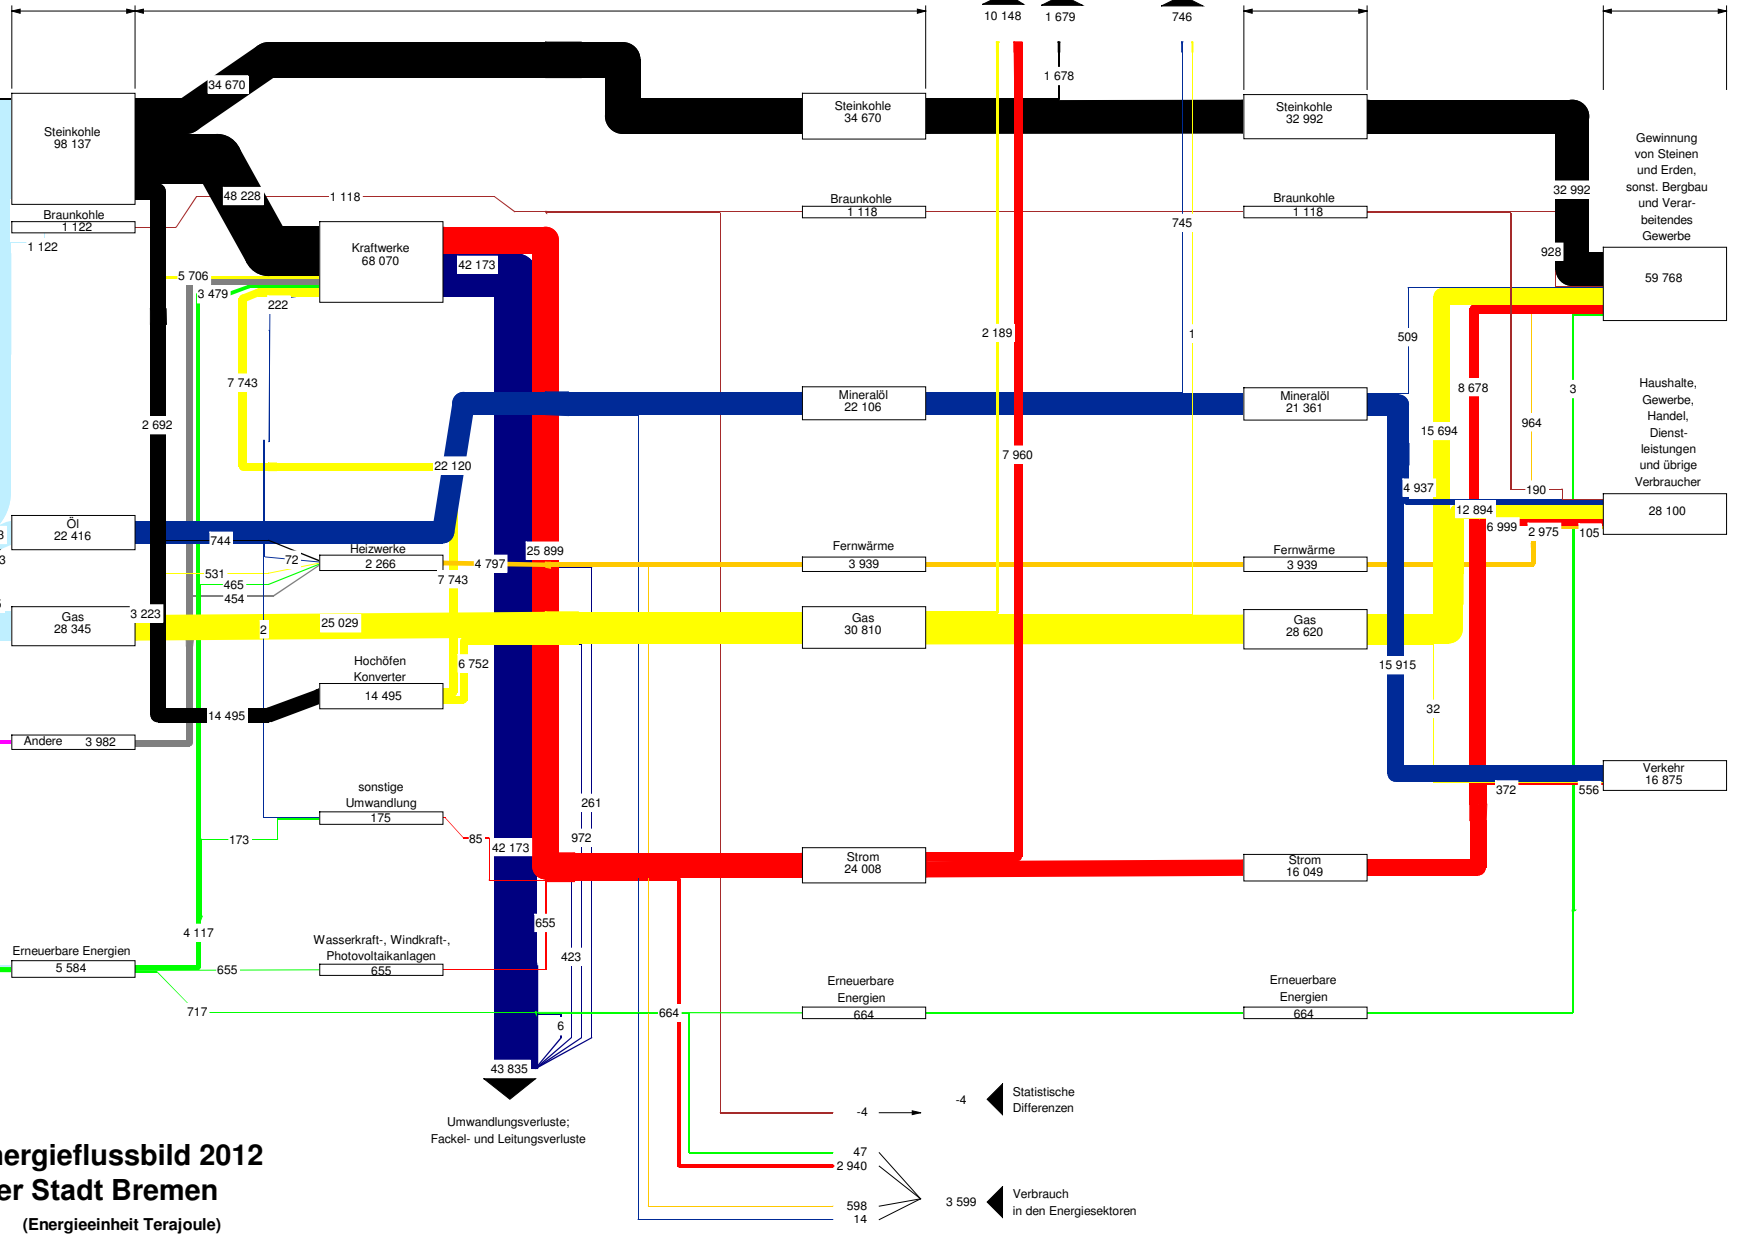 10 148
1 679
746
34 670
1 678
Steinkohle
98 137
Steinkohle
34 670
Steinkohle
32 992
Gewinnung
von Steinen
und Erden,
sonst. Bergbau
und Verar-
beitendes
Gewerbe
48 228
1 118
32 992
Braunkohle
1 122
Braunkohle
1 118
Braunkohle
1 118
1 122
745
Kraftwerke
68 070
42 173
928
5 706
3 479
222
59 768
2 189
1
509
7 743
8 678
3
Haushalte,
Gewerbe,
Handel,
Dienst-
leistungen
und übrige
Verbraucher
Mineralöl
22 106
Mineralöl
21 361
2 692
964
15 694
22 120
7 960
4 937
190
12 894
28 100
Öl
22 416
3
6 999
2 975
105
744
Heizwerke
2 266
72
25 899
Fernwärme
3 939
Fernwärme
3 939
3
531
4 797
465
7 743
454
3 223
Gas
28 345
25 029
2
Gas
30 810
Gas
28 620
Hochöfen
Konverter
14 495
6 752
15 915
14 495
32
Andere 3 982
Verkehr
16 875
sonstige
Umwandlung
175
372
556
261
173
85
972
42 173
Strom
24 008
Strom
16 049
655
4 117
Wasserkraft-, Windkraft-,
Photovoltaikanlagen
655
423
Erneuerbare Energien
5 584
655
Erneuerbare
Energien
664
Erneuerbare
Energien
664
717
664
6
43 835
Umwandlungsverluste;
Fackel- und Leitungsverluste
-4
-4
Statistische
Differenzen
47
2 940
598
14
3 599
Verbrauch
in den Energiesektoren
nergieflussbild 2012
er Stadt Bremen
(Energieeinheit Terajoule)